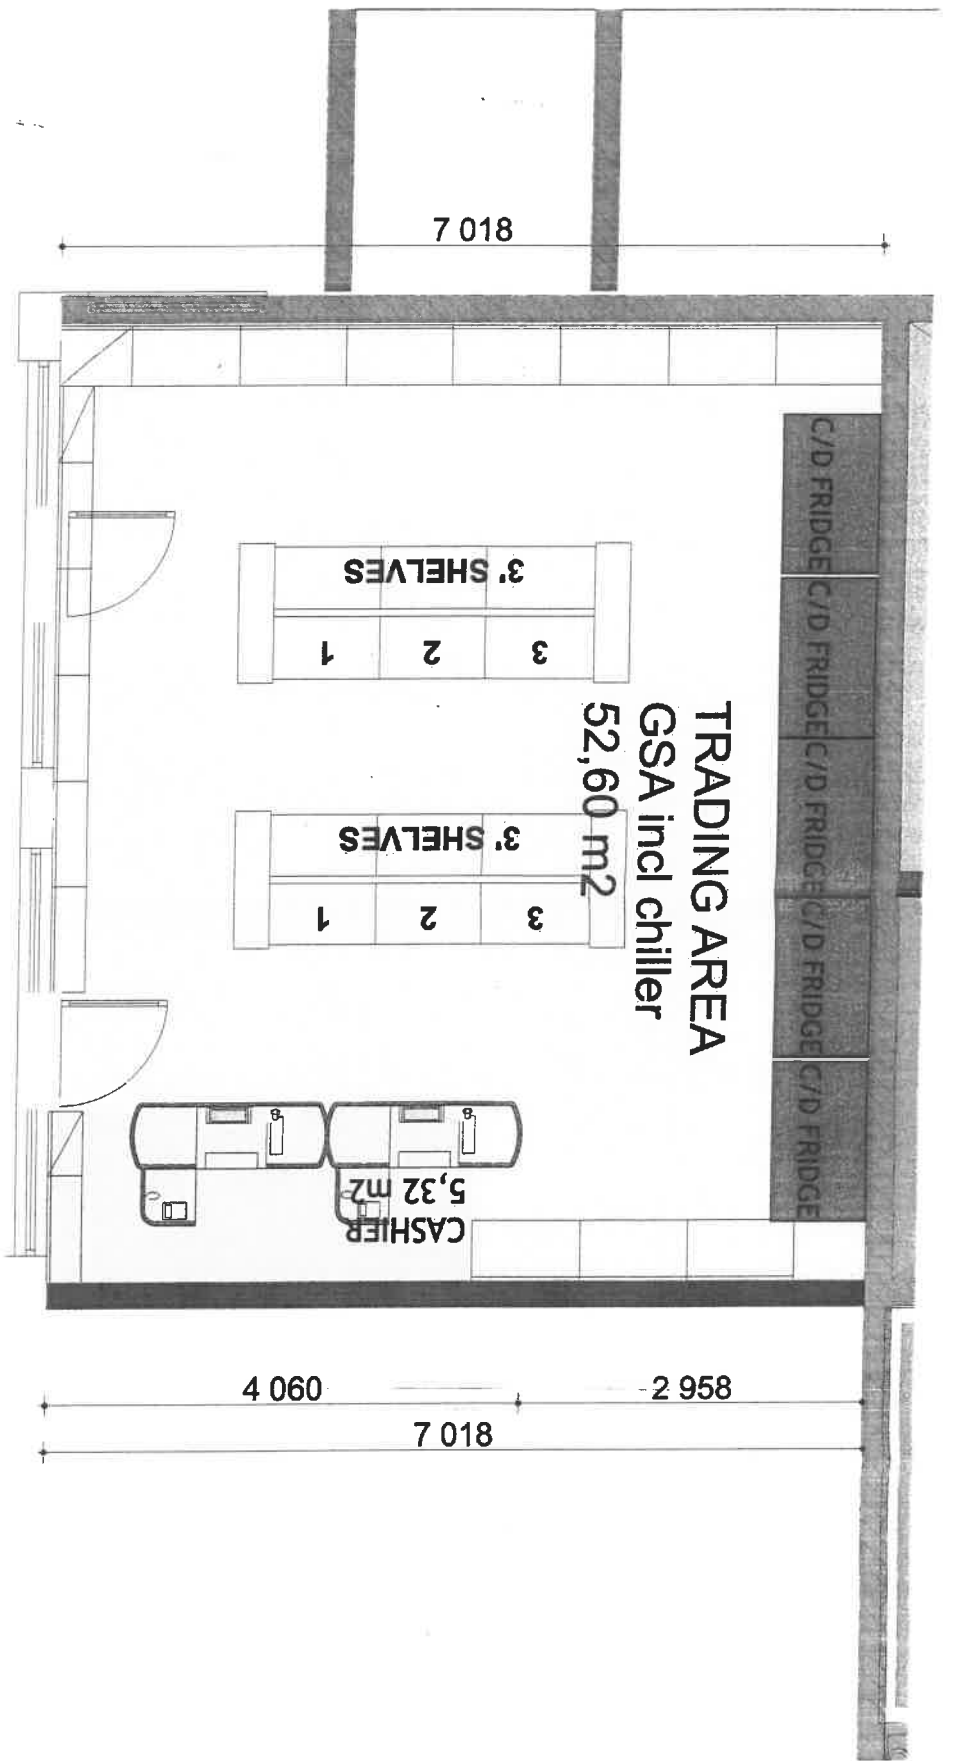 7 018
C/D FRIDGE
C/D FRIDGE
C/D FRIDGE
C/D FRIDGE
C/D FRIDGE
3' SHELVES
1 2 3
TRADING AREA
GSA incl chiller
52,60 m2
3' SHELVES
1 2 3
CASHIER
5,32 m2
4 060
2 958
7 018